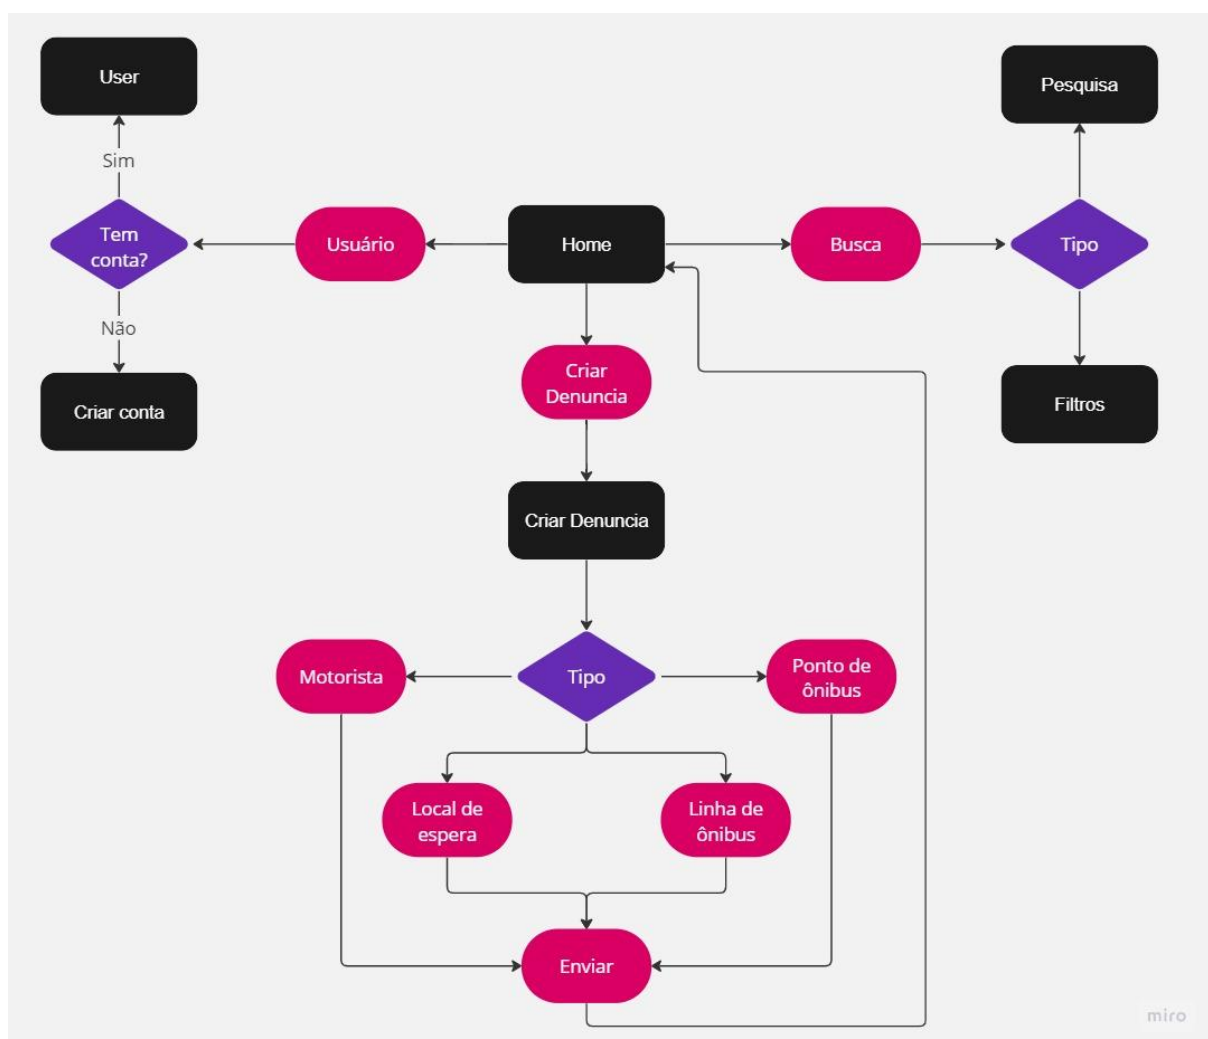 User
Pesquisa
Sim
Tem
conta?
Usuário
Home
Busca
Tipo
Não
Criar
Denuncia
Criar conta
Filtros
Criar Denuncia
Motorista
Tipo
Ponto de
ônibus
Local de
espera
Linha de
ônibus
Enviar
miro